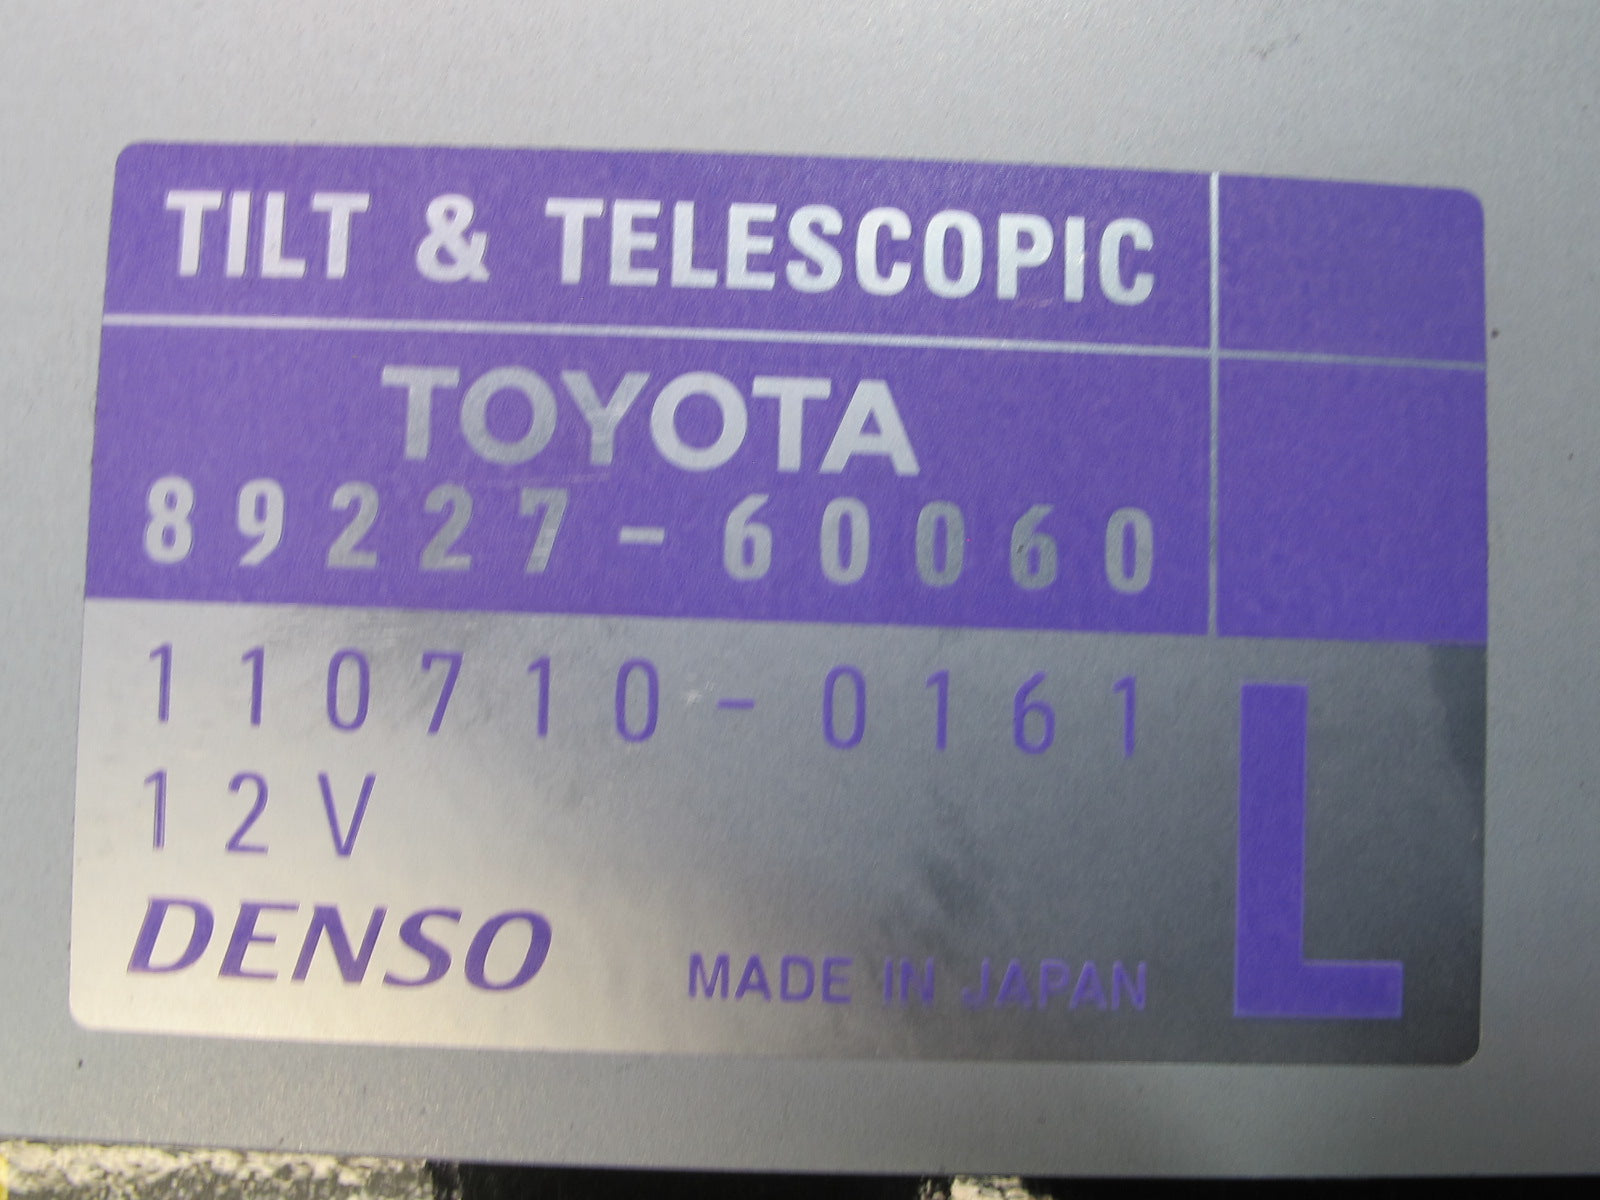 TILT & TELESCOPIC
TOYOTA
89227-60060
110710-0161
12V
L
DENSO
MADE IN JAPAN